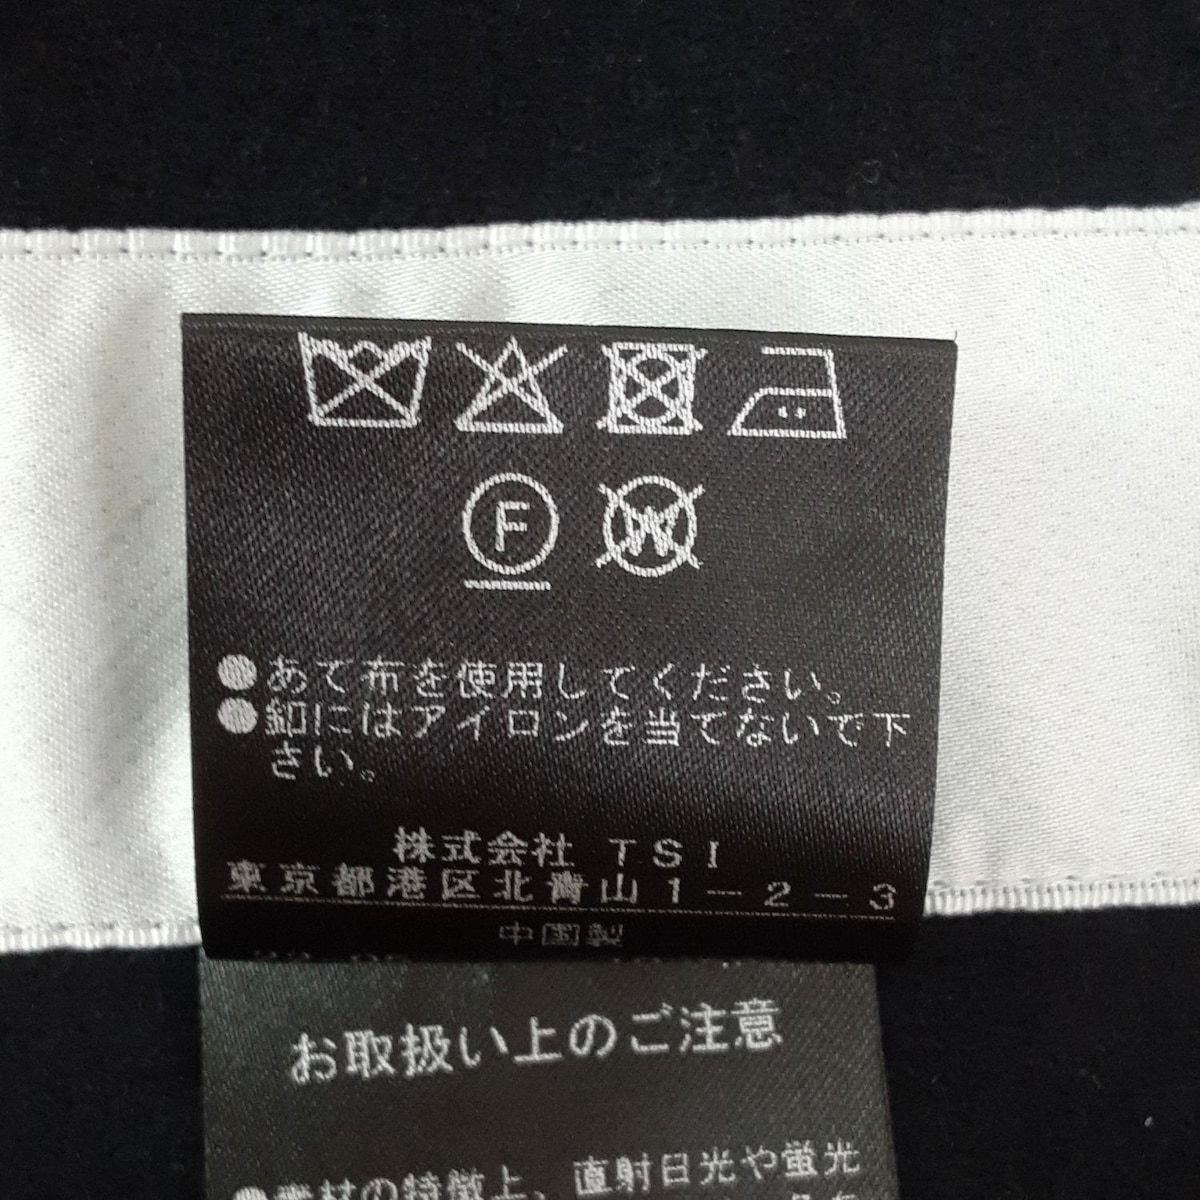 F
W
●あて布を使用してください。
●釦にはアイロンを当てないで下
さい。
株式会社 TSI
東京都港区北青山1-2-3
中国製
お取扱い上のご注意
●素材の特徴上、直射日光や蛍光